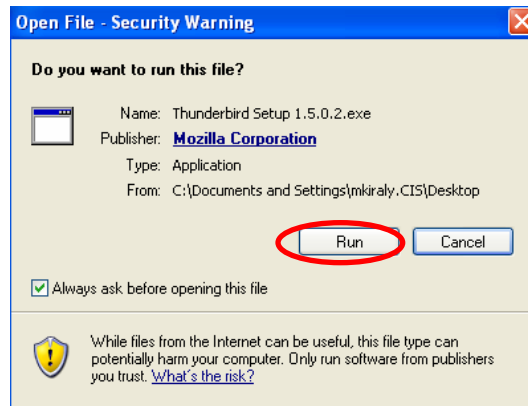 Open File - Security Warning
Do you want to run this file?
Name: Thunderbird Setup 1.5.0.2.exe
Publisher: Mozilla Corporation
Type: Application
From: C:\Documents and Settings\mkiraly.CIS\Desktop
Run Cancel
Always ask before opening this file
While files from the Internet can be useful, this file type can
potentially harm your computer. Only run software from publishers
you trust. What's the risk?